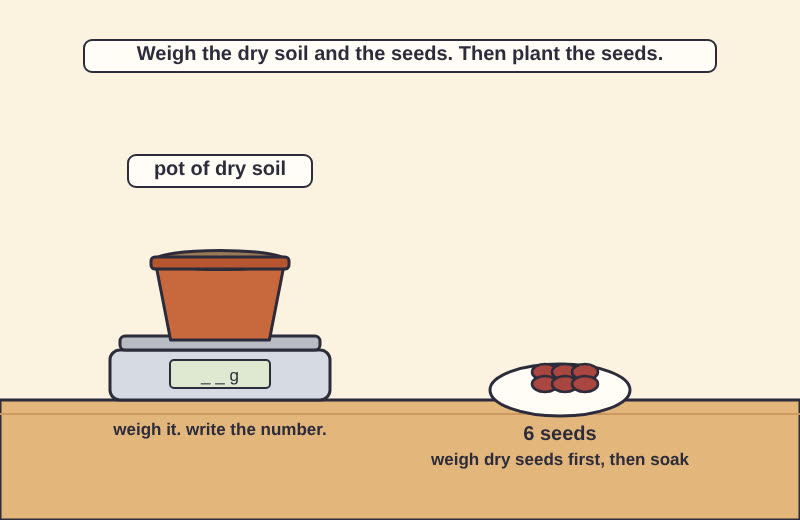 Weigh the dry soil and the seeds. Then plant the seeds.
pot of dry soil
_ _ g
weigh it. write the number.
6 seeds
weigh dry seeds first, then soak